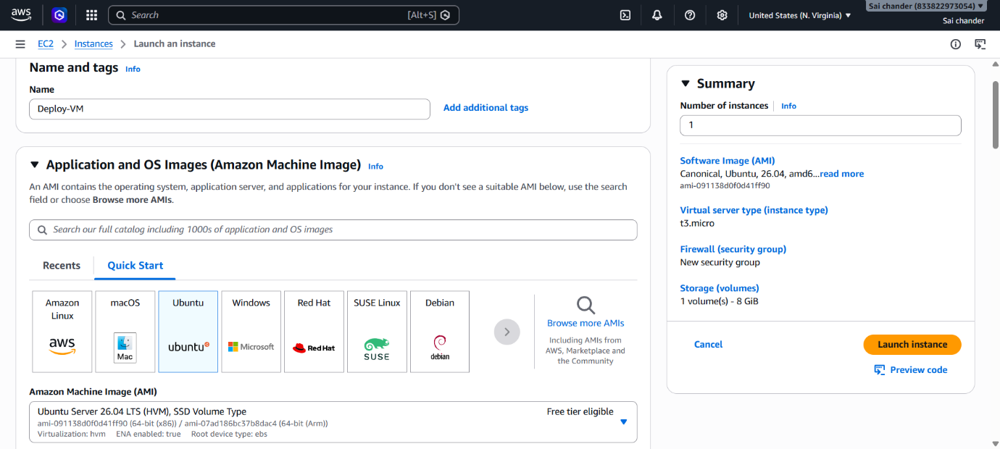 aws
Search
[Alt+S]
United States (N. Virginia)
Sai chander (833822973054)
Sai chander
EC2
Instances
Launch an instance
Name and tags
Info
Name
Deploy-VM
Add additional tags
Application and OS Images (Amazon Machine Image)
Info
An AMI contains the operating system, application server, and applications for your instance. If you don't see a suitable AMI below, use the search
field or choose Browse more AMIs.
Search our full catalog including 1000s of application and OS images
Recents
Quick Start
Amazon
Linux
aws
macOS
Mac
Ubuntu
ubuntu
Windows
Microsoft
Red Hat
Red Hat
SUSE Linux
SUSE
Debian
debian
Browse more AMIs
Including AMIs from
AWS, Marketplace and
the Community
Amazon Machine Image (AMI)
Ubuntu Server 26.04 LTS (HVM), SSD Volume Type
Free tier eligible
ami-091138d0f0d41ff90 (64-bit (x86)) / ami-07ad186bc37b8dac4 (64-bit (Arm))
Virtualization: hvm ENA enabled: true Root device type: ebs
Summary
Number of instances
Info
1
Software Image (AMI)
Canonical, Ubuntu, 26.04, amd6...read more
ami-091138d0f0d41ff90
Virtual server type (instance type)
t3.micro
Firewall (security group)
New security group
Storage (volumes)
1 volume(s) - 8 GiB
Cancel
Launch instance
Preview code